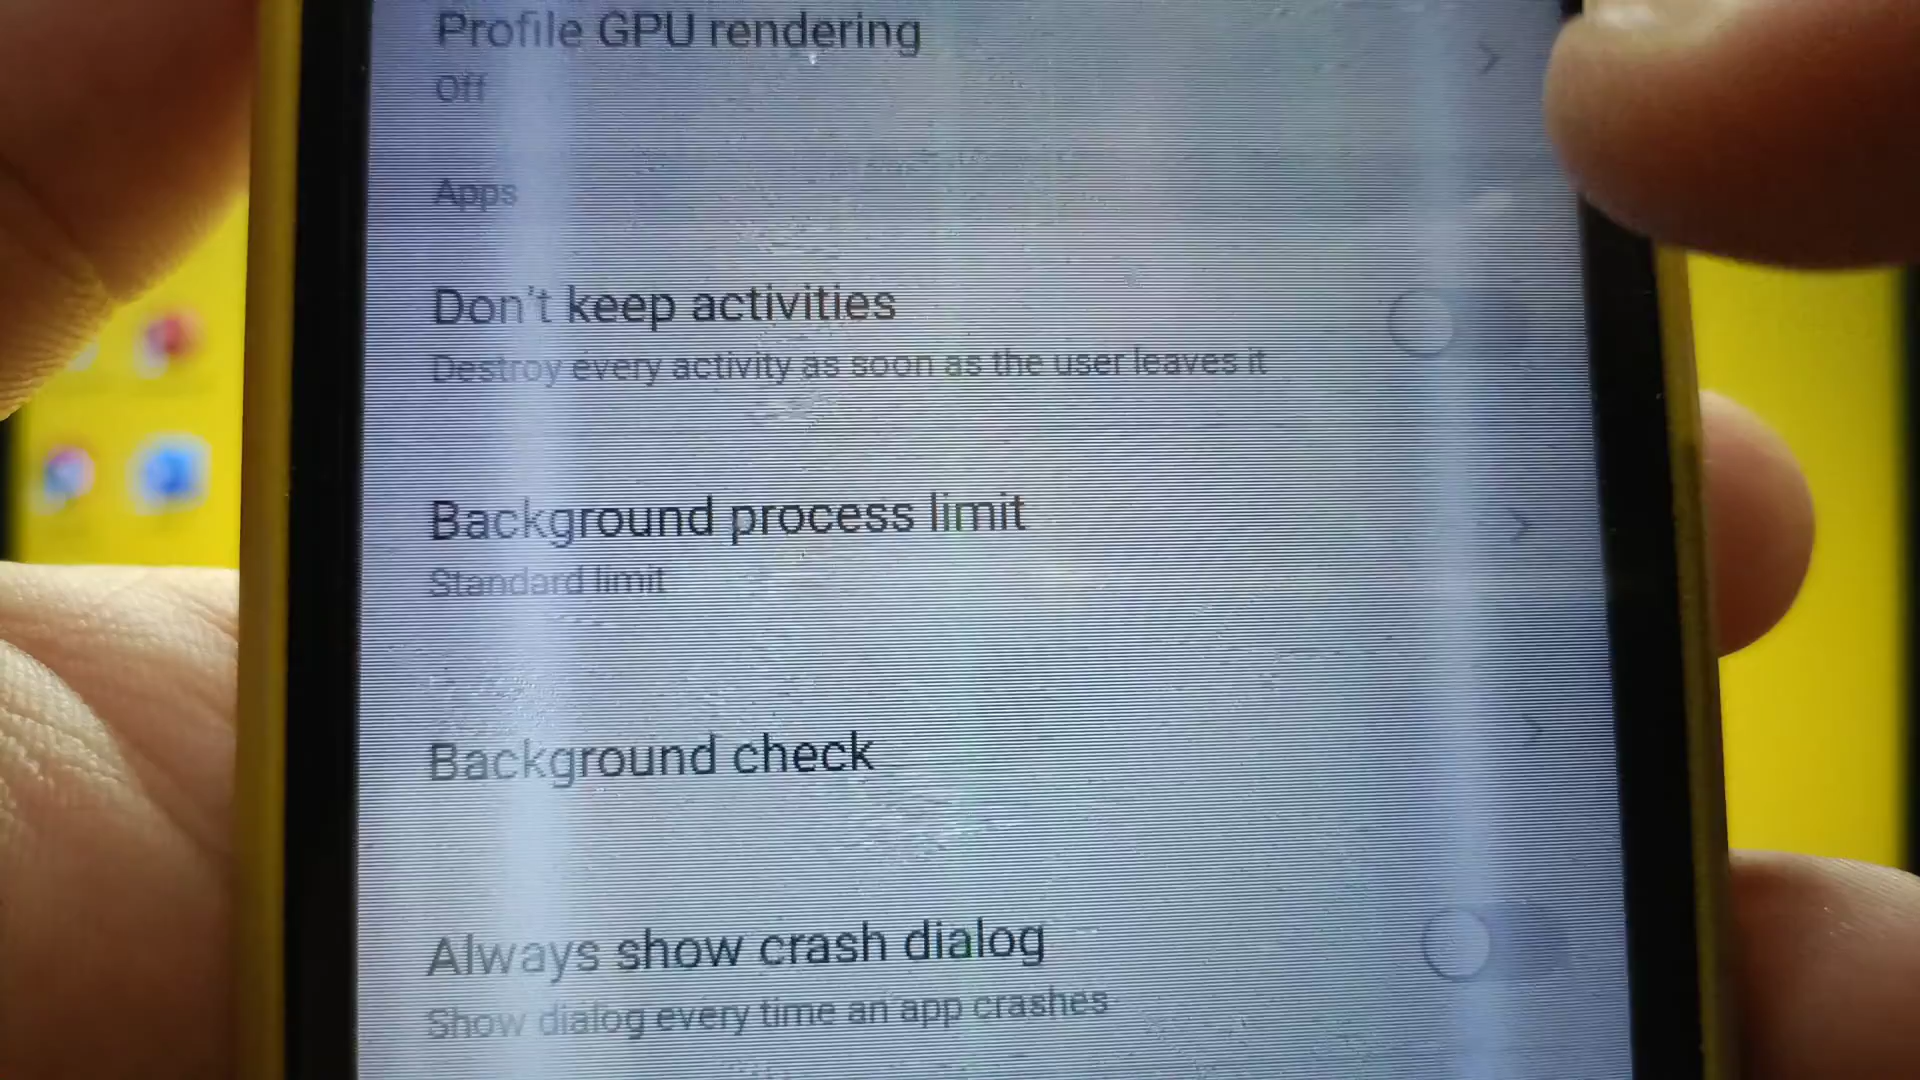 Profile GPU rendering
Off
Apps
Don't keep activities
Destroy every activity as soon as the user leaves it
Background process limit
Standard limit
Background check
Always show crash dialog
Show dialog every time an app crashes